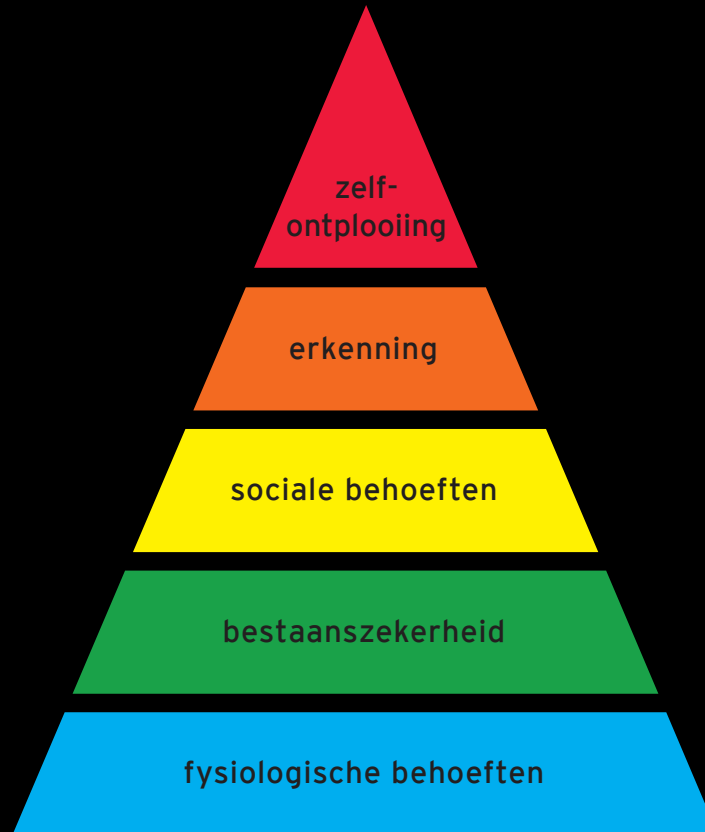 zelf-
ontplooiing
erkenning
sociale behoeften
bestaanszekerheid
fysiologische behoeften